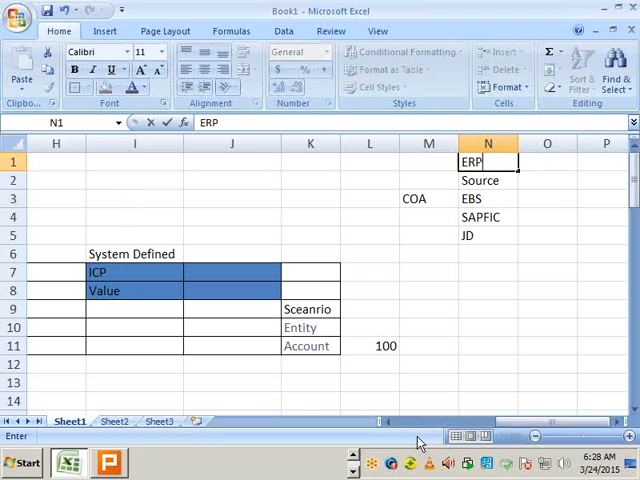 Book1 - Microsoft Excel
Home Insert Page Layout Formulas Data Review View
Paste
Calibri 11
B I U
A
General
$ % ,
Conditional Formatting
Format as Table
Cell Styles
Insert
Delete
Format
Σ
Sort & Filter
Find & Select
Clipboard Font Alignment Number Styles Cells Editing
N1 fx ERP
H I J K L M N O P
1 ERP
2 Source
3 COA EBS
4 SAPFIC
5 JD
6 System Defined
7 ICP
8 Value
9 Sceanrio
10 Entity
11 Account 100
12
13
14
Sheet1 Sheet2 Sheet3
Enter
Start
P
6:28 AM
3/24/2015